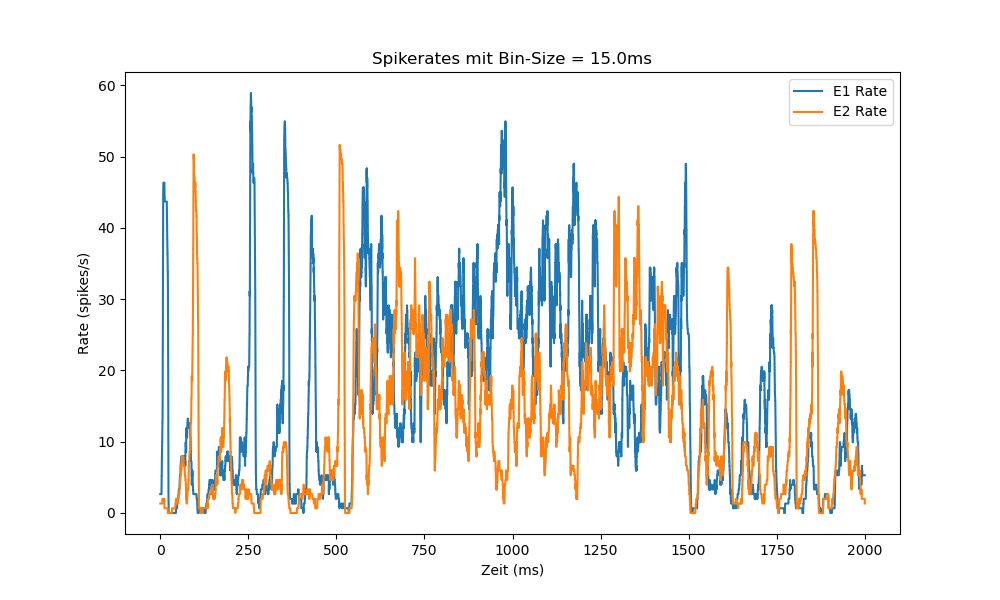 Spikerates mit Bin-Size = 15.0ms
60
50
40
30
20
10
0
Rate (spikes/s)
E1 Rate
E2 Rate
0 250 500 750 1000 1250 1500 1750 2000
Zeit (ms)